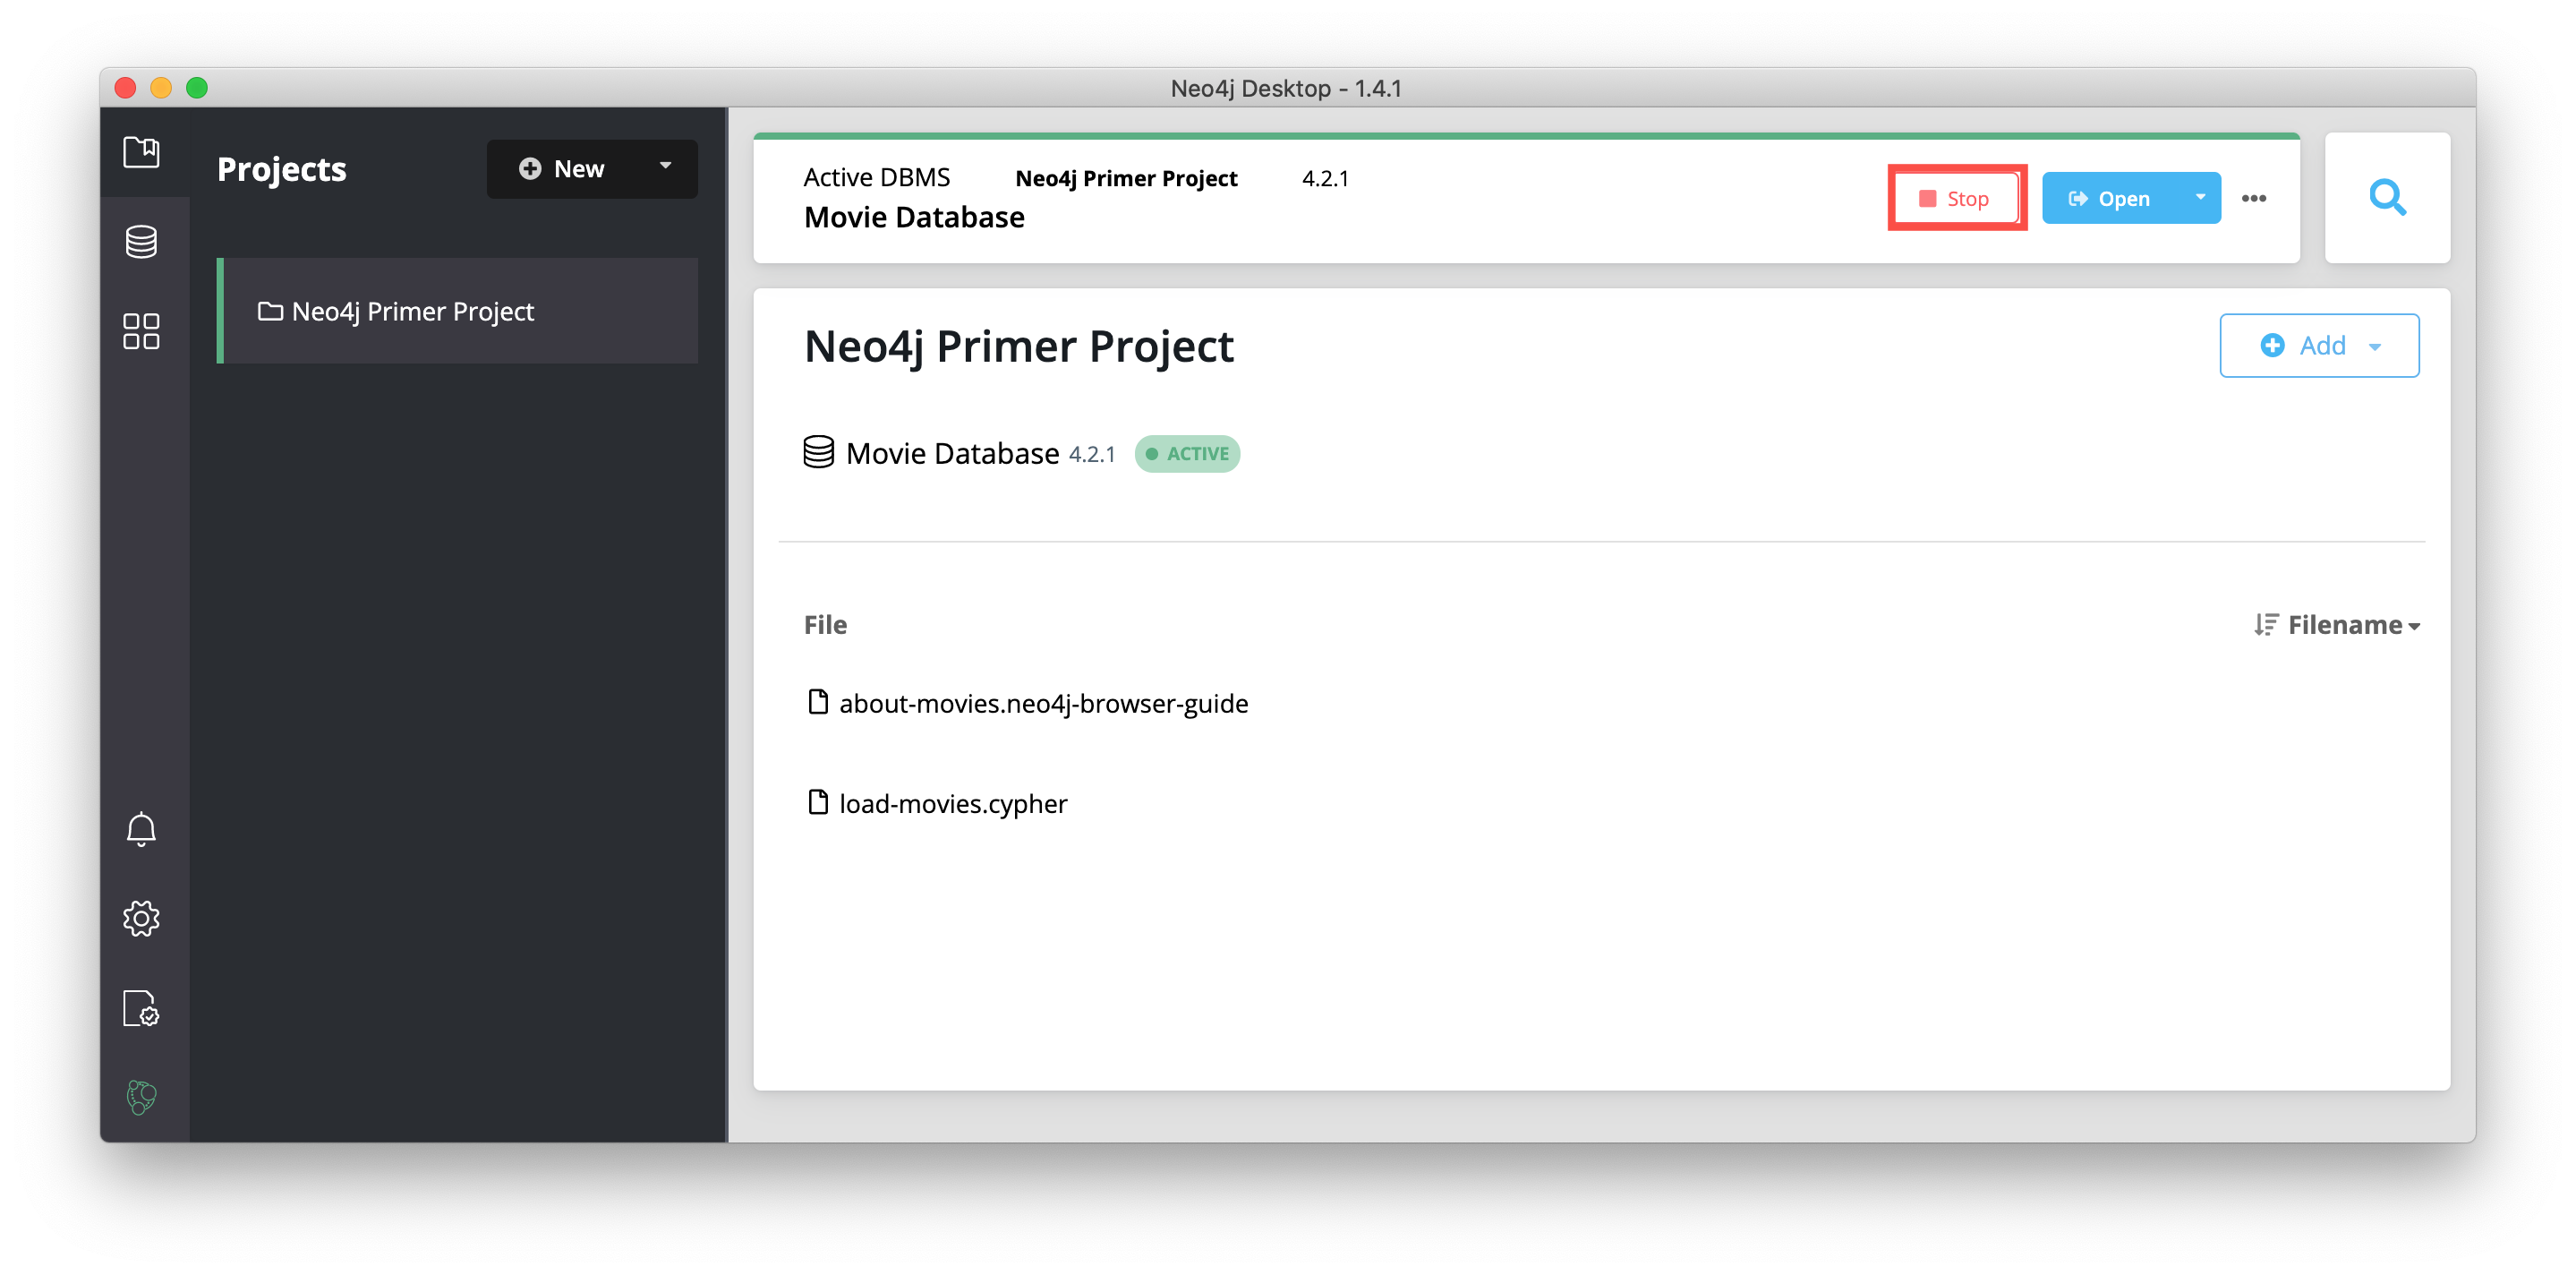 Neo4j Desktop - 1.4.1
Projects
New
Neo4j Primer Project
Active DBMS Neo4j Primer Project 4.2.1
Movie Database
Stop
Open
Neo4j Primer Project
Add
Movie Database 4.2.1 ACTIVE
File
Filename
about-movies.neo4j-browser-guide
load-movies.cypher